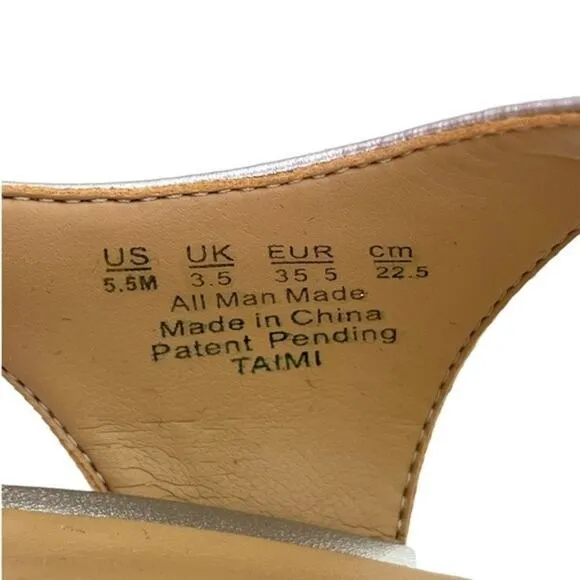 US UK EUR cm
5.5M 3.5 35 5 22.5
All Man Made
Made in China
Patent Pending
TAIMI